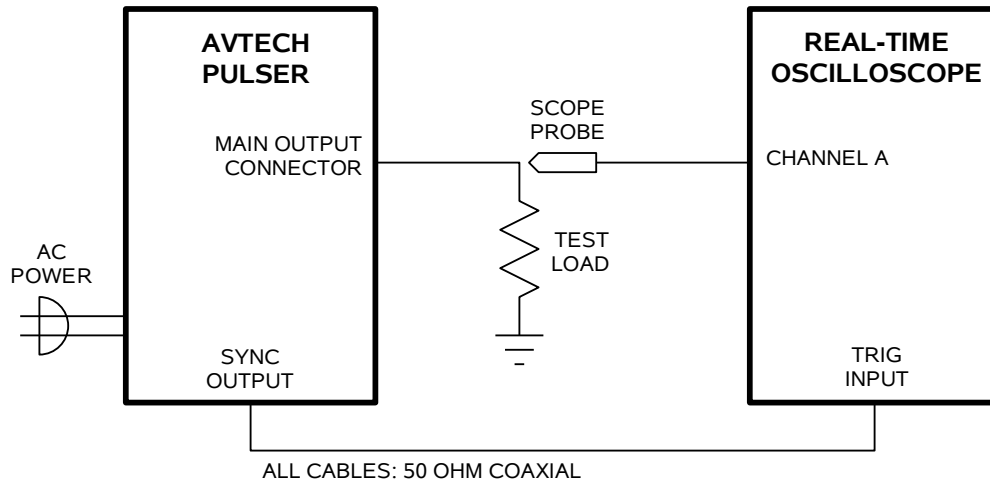 AVTECH
PULSER
REAL-TIME
OSCILLOSCOPE
SCOPE
PROBE
MAIN OUTPUT
CONNECTOR
CHANNEL A
TEST
LOAD
AC
POWER
SYNC
OUTPUT
TRIG
INPUT
ALL CABLES: 50 OHM COAXIAL